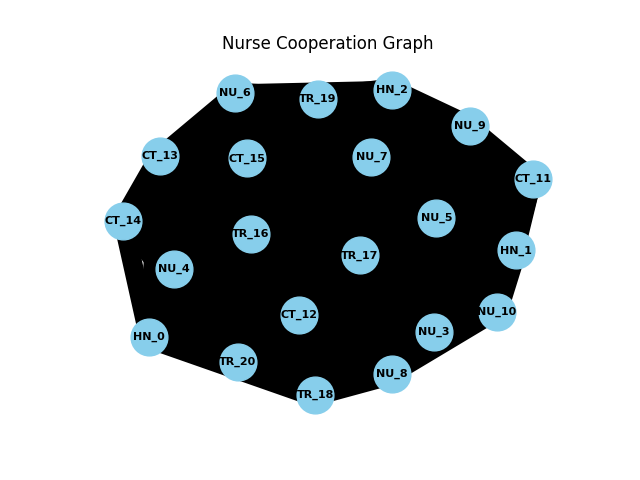 Nurse Cooperation Graph
NU_6
TR_19
HN_2
NU_9
CT_13
CT_15
NU_7
CT_11
CT_14
TR_16
NU_5
HN_1
NU_4
TR_17
CT_12
NU_10
HN_0
NU_3
TR_20
NU_8
TR_18